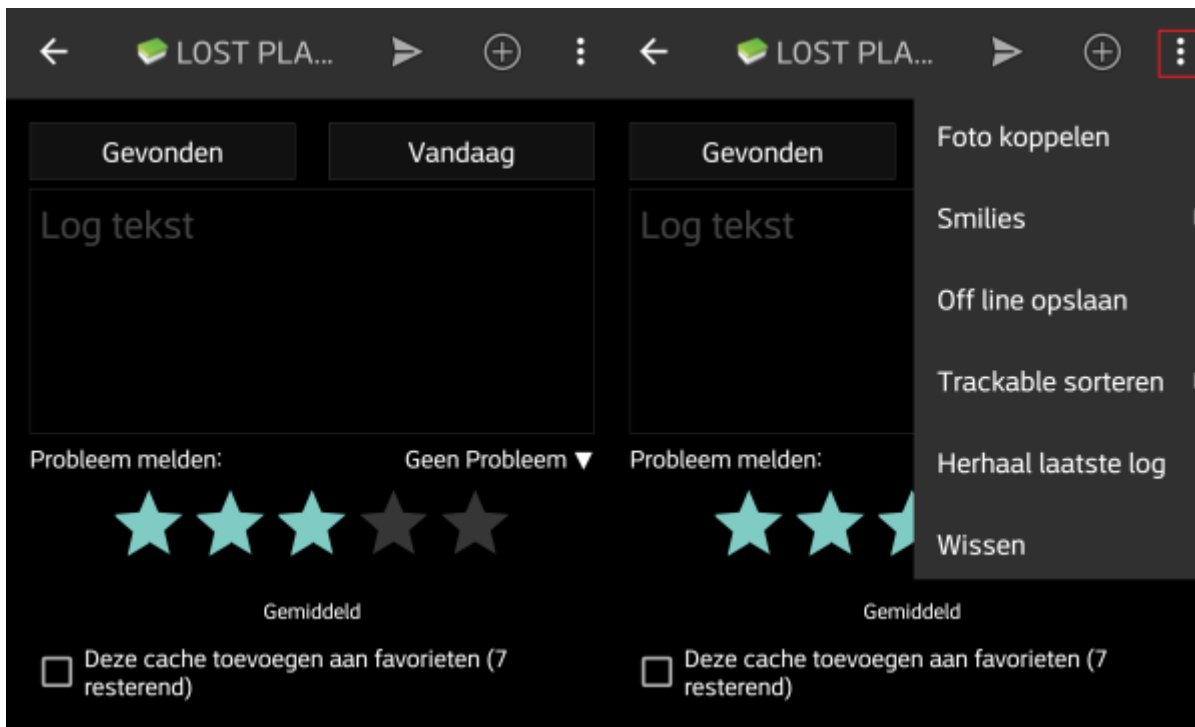 LOST PLA...
Gevonden
Vandaag
Log tekst
Probleem melden:
Geen Probleem ▼
Gemiddeld
Deze cache toevoegen aan favorieten (7
resterend)
LOST PLA...
Gevonden
Log tekst
Probleem melden:
Gemiddeld
Deze cache toevoegen aan favorieten (7
resterend)
Foto koppelen
Smilies
Off line opslaan
Trackable sorteren
Herhaal laatste log
Wissen